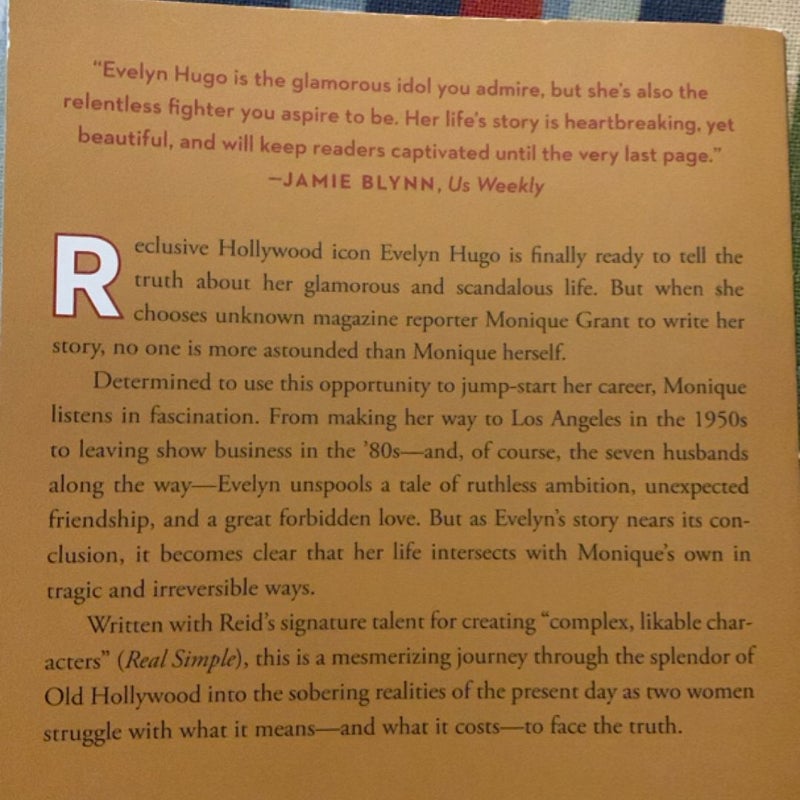 “Evelyn Hugo is the glamorous idol you admire, but she’s also the
relentless fighter you aspire to be. Her life’s story is heartbreaking, yet
beautiful, and will keep readers captivated until the very last page.”
—JAMIE BLYNN, Us Weekly
Reclusive Hollywood icon Evelyn Hugo is finally ready to tell the
truth about her glamorous and scandalous life. But when she
chooses unknown magazine reporter Monique Grant to write her
story, no one is more astounded than Monique herself.
Determined to use this opportunity to jump-start her career, Monique
listens in fascination. From making her way to Los Angeles in the 1950s
to leaving show business in the ’80s—and, of course, the seven husbands
along the way—Evelyn unspools a tale of ruthless ambition, unexpected
friendship, and a great forbidden love. But as Evelyn’s story nears its con-
clusion, it becomes clear that her life intersects with Monique’s own in
tragic and irreversible ways.
Written with Reid’s signature talent for creating “complex, likable char-
acters” (Real Simple), this is a mesmerizing journey through the splendor of
Old Hollywood into the sobering realities of the present day as two women
struggle with what it means—and what it costs—to face the truth.